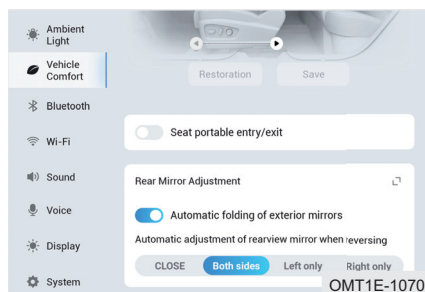 Ambient
Light
Vehicle
Comfort
Bluetooth
Wi-Fi
Sound
Voice
Display
System
Restoration
Save
Seat portable entry/exit
Rear Mirror Adjustment
Automatic folding of exterior mirrors
Automatic adjustment of rearview mirror when reversing
CLOSE
Both sides
Left only
Right only
OMT1E-1070